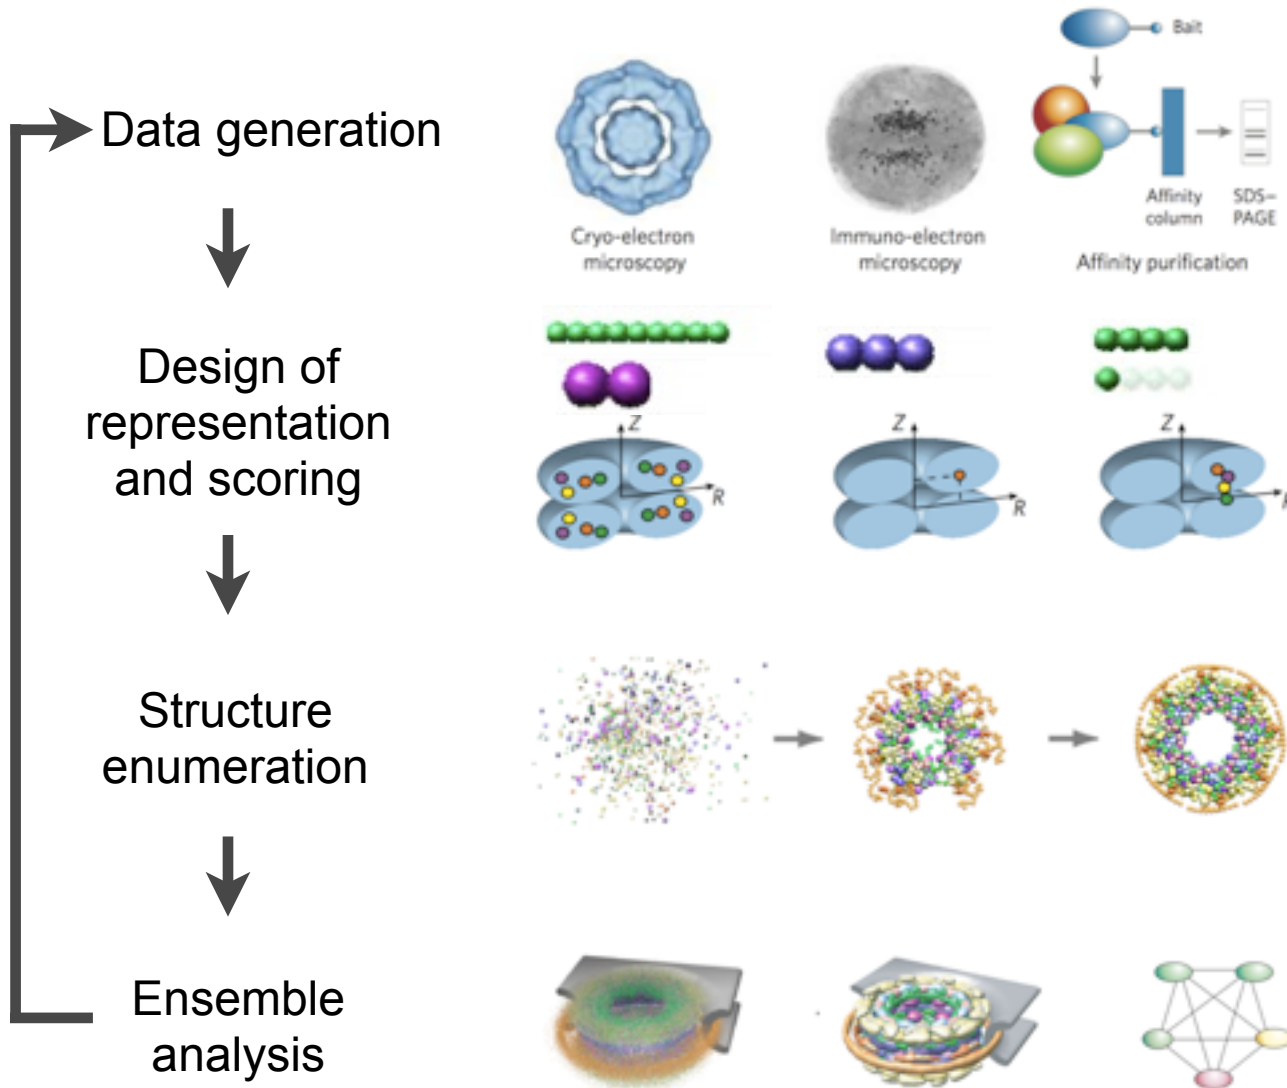 Data generation
Bait
Affinity
column
SDS–
PAGE
Cryo-electron
microscopy
Immuno-electron
microscopy
Affinity purification
Design of
representation
and scoring
Z
R
Z
R
Z
R
Structure
enumeration
Ensemble
analysis